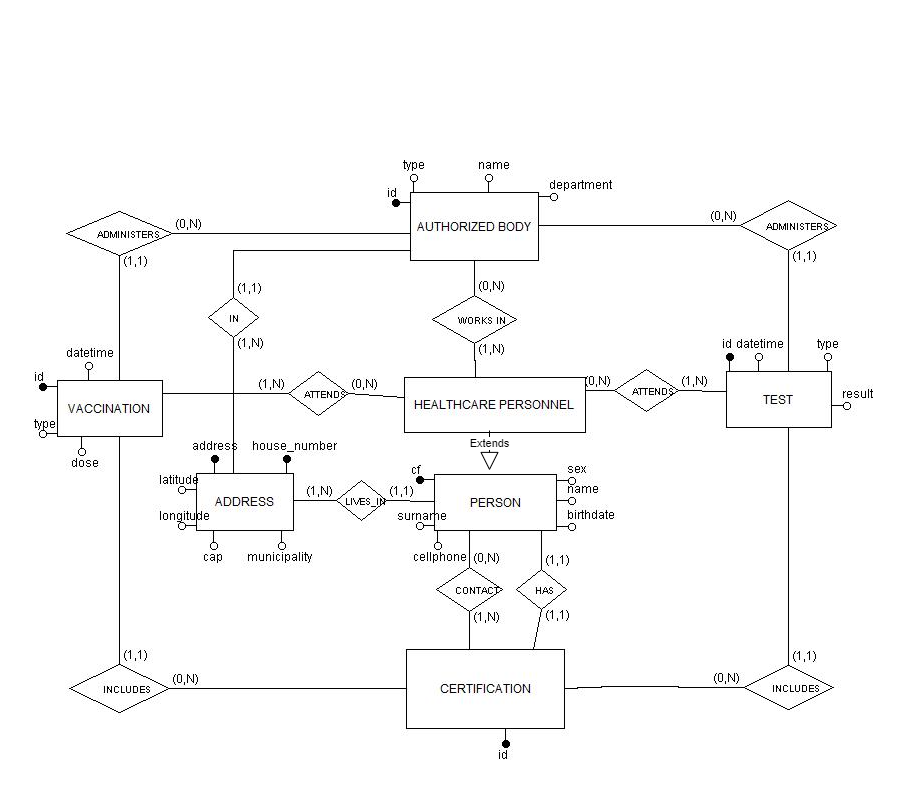 type
name
department
id
AUTHORIZED BODY
(0,N)
(0,N)
ADMINISTERS
ADMINISTERS
(1,1)
(1,1)
(1,1)
(0,N)
IN
WORKS IN
(1,N)
(1,N)
datetime
id
datetime
type
id
(1,N)
ATTENDS
(0,N)
(0,N)
ATTENDS
(1,N)
VACCINATION
HEALTHCARE PERSONNEL
TEST
result
type
dose
Extends
address
house_number
cf
sex
latitude
name
ADDRESS
(1,N)
LIVES_IN
(1,1)
PERSON
longitude
surname
birthdate
cap
municipality
cellphone
(0,N)
(1,1)
CONTACT
HAS
(1,N)
(1,1)
(1,1)
(1,1)
INCLUDES
(0,N)
CERTIFICATION
(0,N)
INCLUDES
id